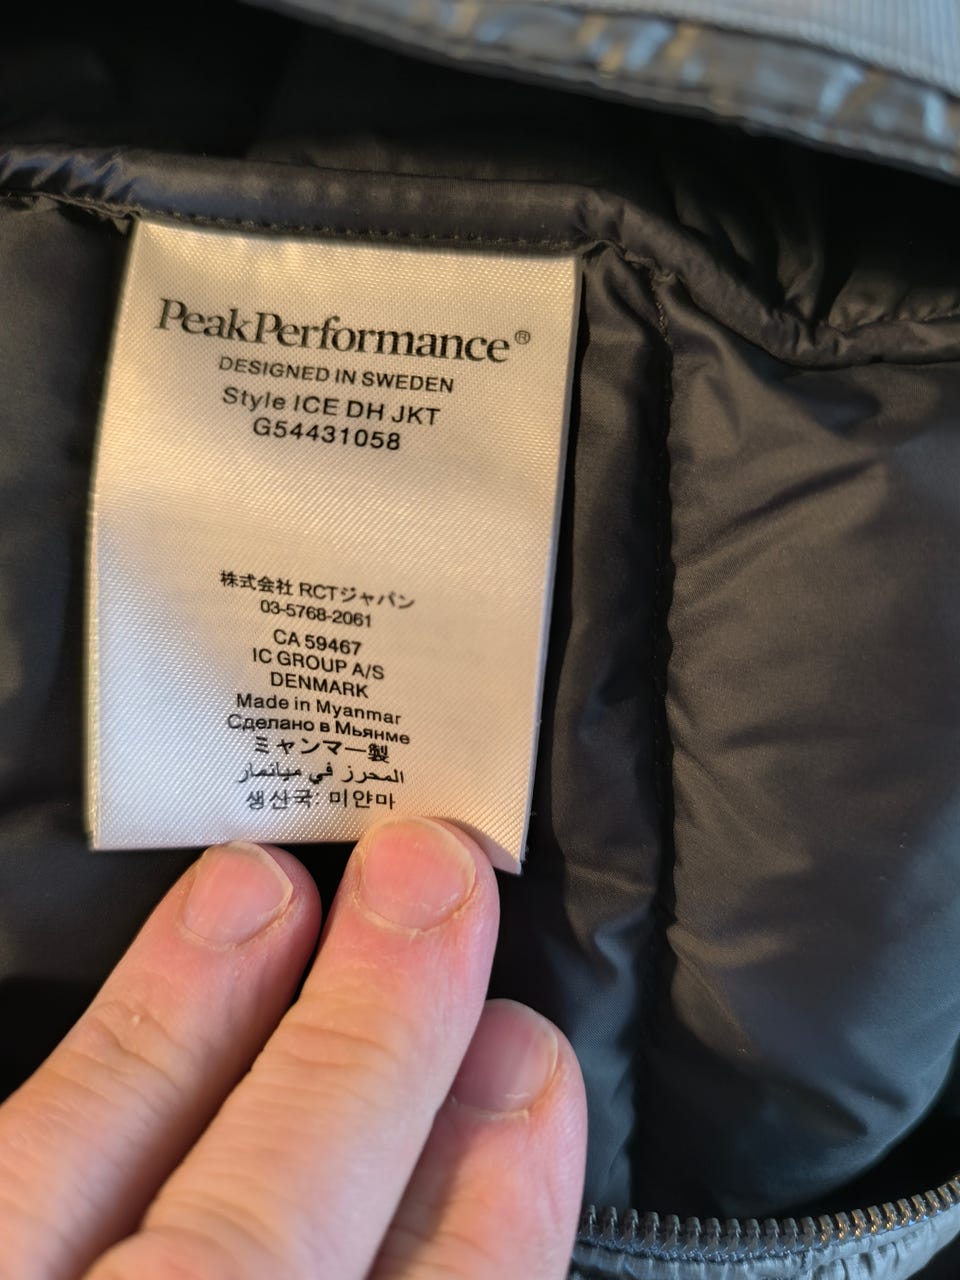 PeakPerformance®
DESIGNED IN SWEDEN
Style ICE DH JKT
G54431058
株式会社 RCTジャパン
03-5768-2061
CA 59467
IC GROUP A/S
DENMARK
Made in Myanmar
Сделано в Мьянме
ミャンマー製
المحرز في ميانمار
생산국: 미얀마